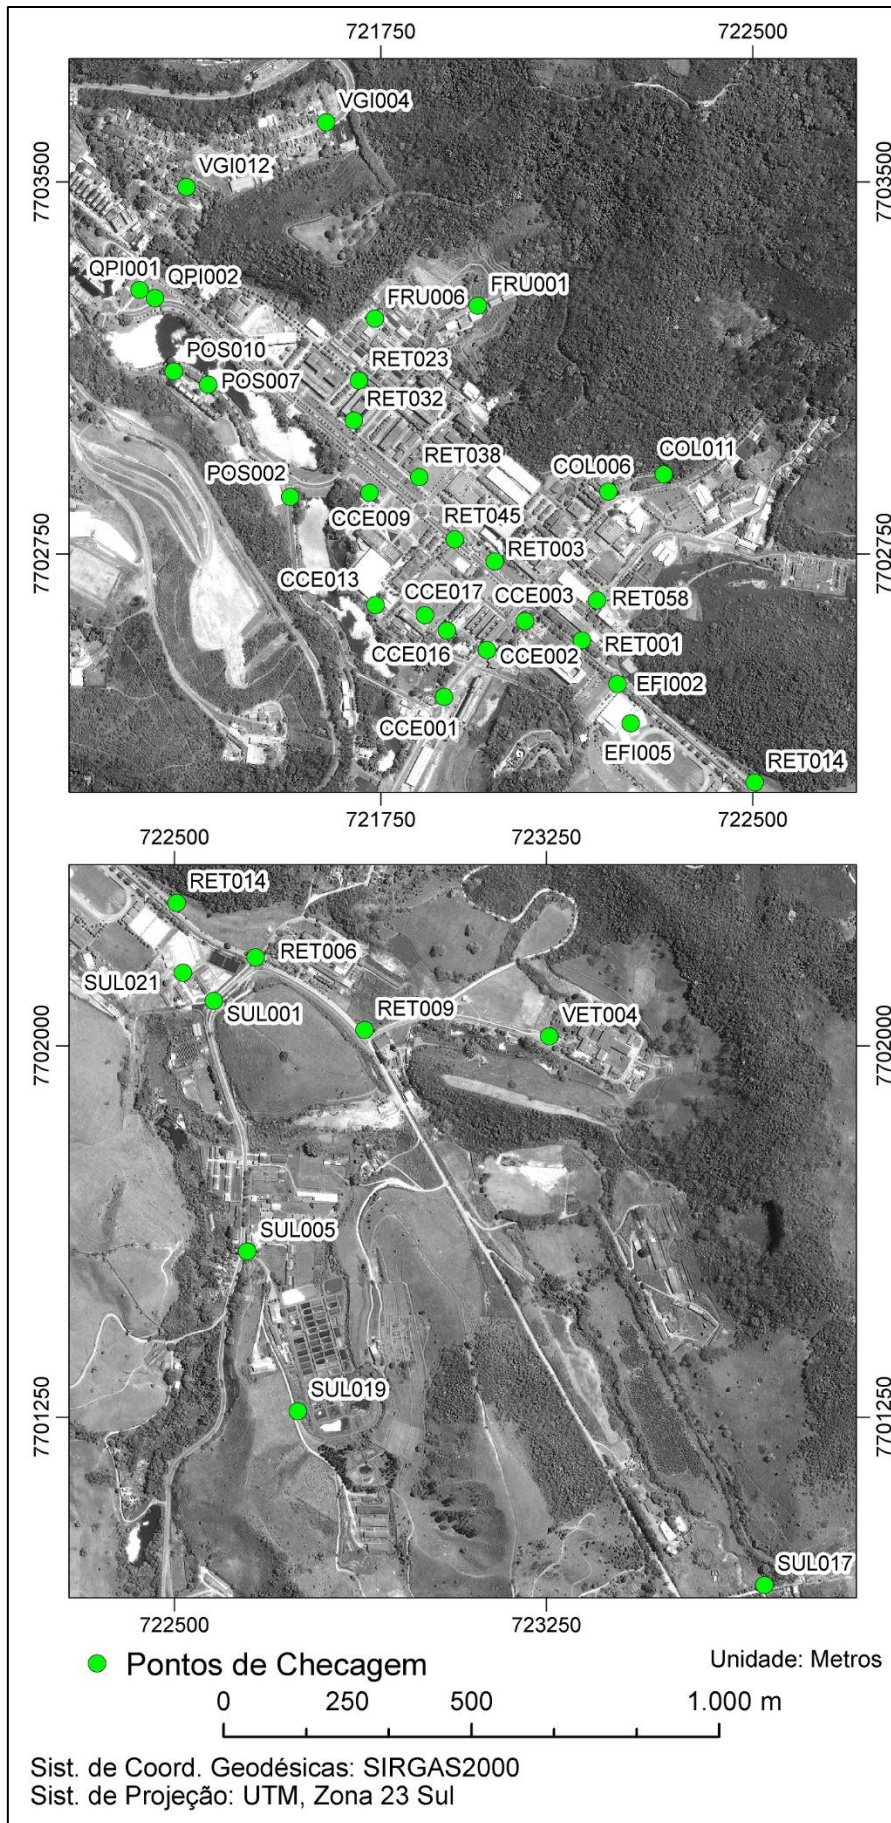 721750 722500
VGI004
7703500 7703500
VGI012
QPI001 QPI002
FRU006 FRU001
POS010 RET023
POS007
RET032
RET038 COL011
POS002 COL006
CCE009 RET045
7702750 7702750
RET003
CCE013 CCE017 CCE003 RET058
CCE016 CCE002 RET001
EFI002
CCE001
EFI005
RET014
721750 722500
722500 723250
RET014
RET006
SUL021
SUL001 RET009 VET004
7702000 7702000
SUL005
SUL019
7701250 7701250
SUL017
722500 723250
Pontos de Checagem Unidade: Metros
0 250 500 1.000 m
Sist. de Coord. Geodésicas: SIRGAS2000
Sist. de Projeção: UTM, Zona 23 Sul